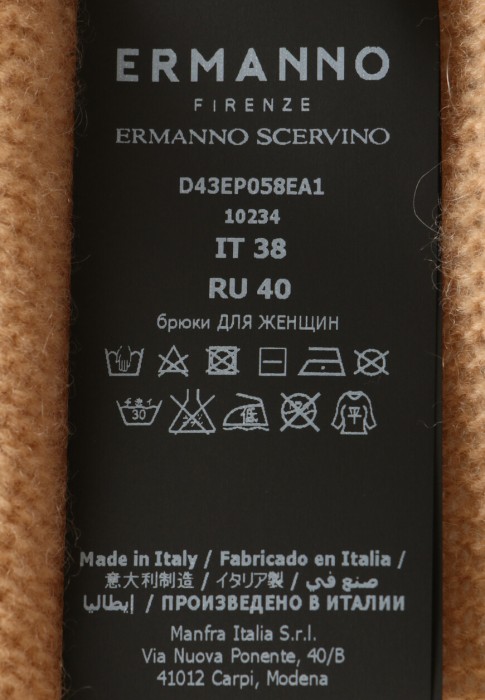 ERMANNO
FIRENZE
ERMANNO SCERVINO
D43EP058EA1
10234
IT 38
RU 40
брюки ДЛЯ ЖЕНЩИН
手洗イ 30 低 平
Made in Italy / Fabricado en Italia /
意大利制造 / イタリア製 / صنع في
إيطاليا / ПРОИЗВЕДЕНО В ИТАЛИИ
Manfra Italia S.r.l.
Via Nuova Ponente, 40/B
41012 Carpi, Modena